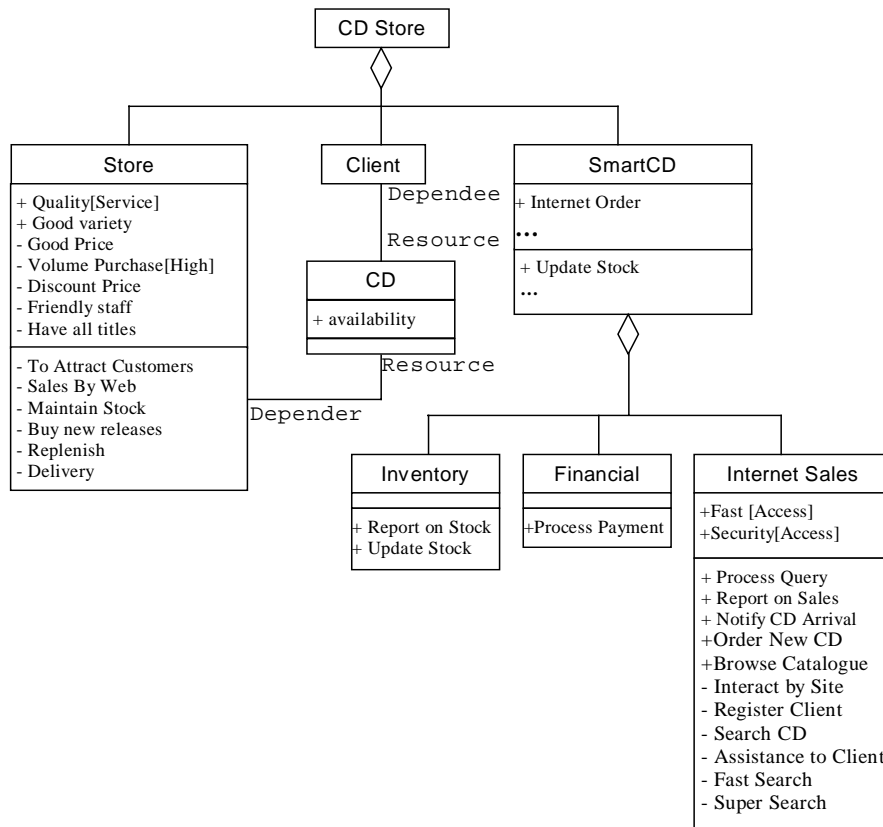 CD Store
Store
+ Quality[Service]
+ Good variety
- Good Price
- Volume Purchase[High]
- Discount Price
- Friendly staff
- Have all titles
- To Attract Customers
- Sales By Web
- Maintain Stock
- Buy new releases
- Replenish
- Delivery
Client
Dependee
Resource
CD
+ availability
Resource
Depender
SmartCD
+ Internet Order
...
+ Update Stock
...
Inventory
+ Report on Stock
+ Update Stock
Financial
+Process Payment
Internet Sales
+Fast [Access]
+Security[Access]
+ Process Query
+ Report on Sales
+ Notify CD Arrival
+Order New CD
+Browse Catalogue
- Interact by Site
- Register Client
- Search CD
- Assistance to Client
- Fast Search
- Super Search